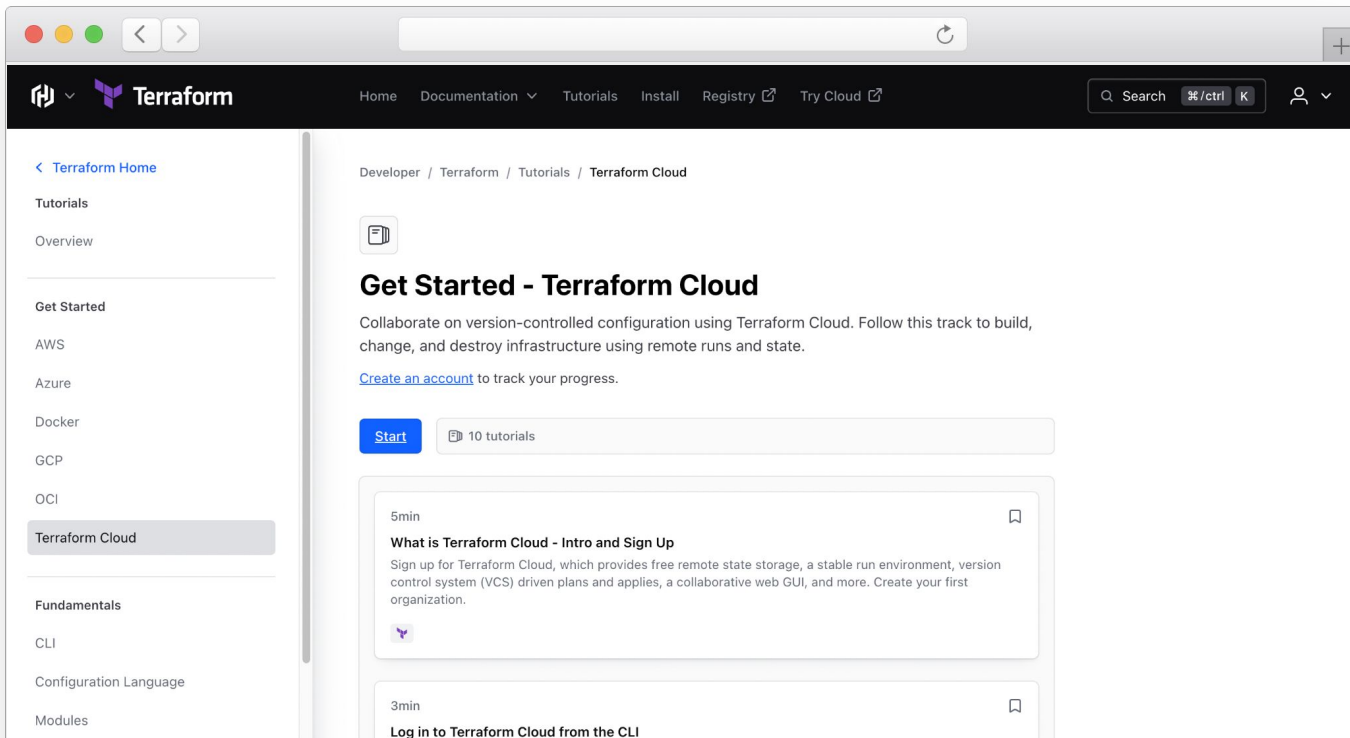 Terraform
Home
Documentation
Tutorials
Install
Registry
Try Cloud
Search
⌘/ctrl
K
Terraform Home
Tutorials
Overview
Get Started
AWS
Azure
Docker
GCP
OCI
Terraform Cloud
Fundamentals
CLI
Configuration Language
Modules
Developer / Terraform / Tutorials / Terraform Cloud
Get Started - Terraform Cloud
Collaborate on version-controlled configuration using Terraform Cloud. Follow this track to build,
change, and destroy infrastructure using remote runs and state.
Create an account to track your progress.
Start
10 tutorials
5min
What is Terraform Cloud - Intro and Sign Up
Sign up for Terraform Cloud, which provides free remote state storage, a stable run environment, version
control system (VCS) driven plans and applies, a collaborative web GUI, and more. Create your first
organization.
3min
Log in to Terraform Cloud from the CLI